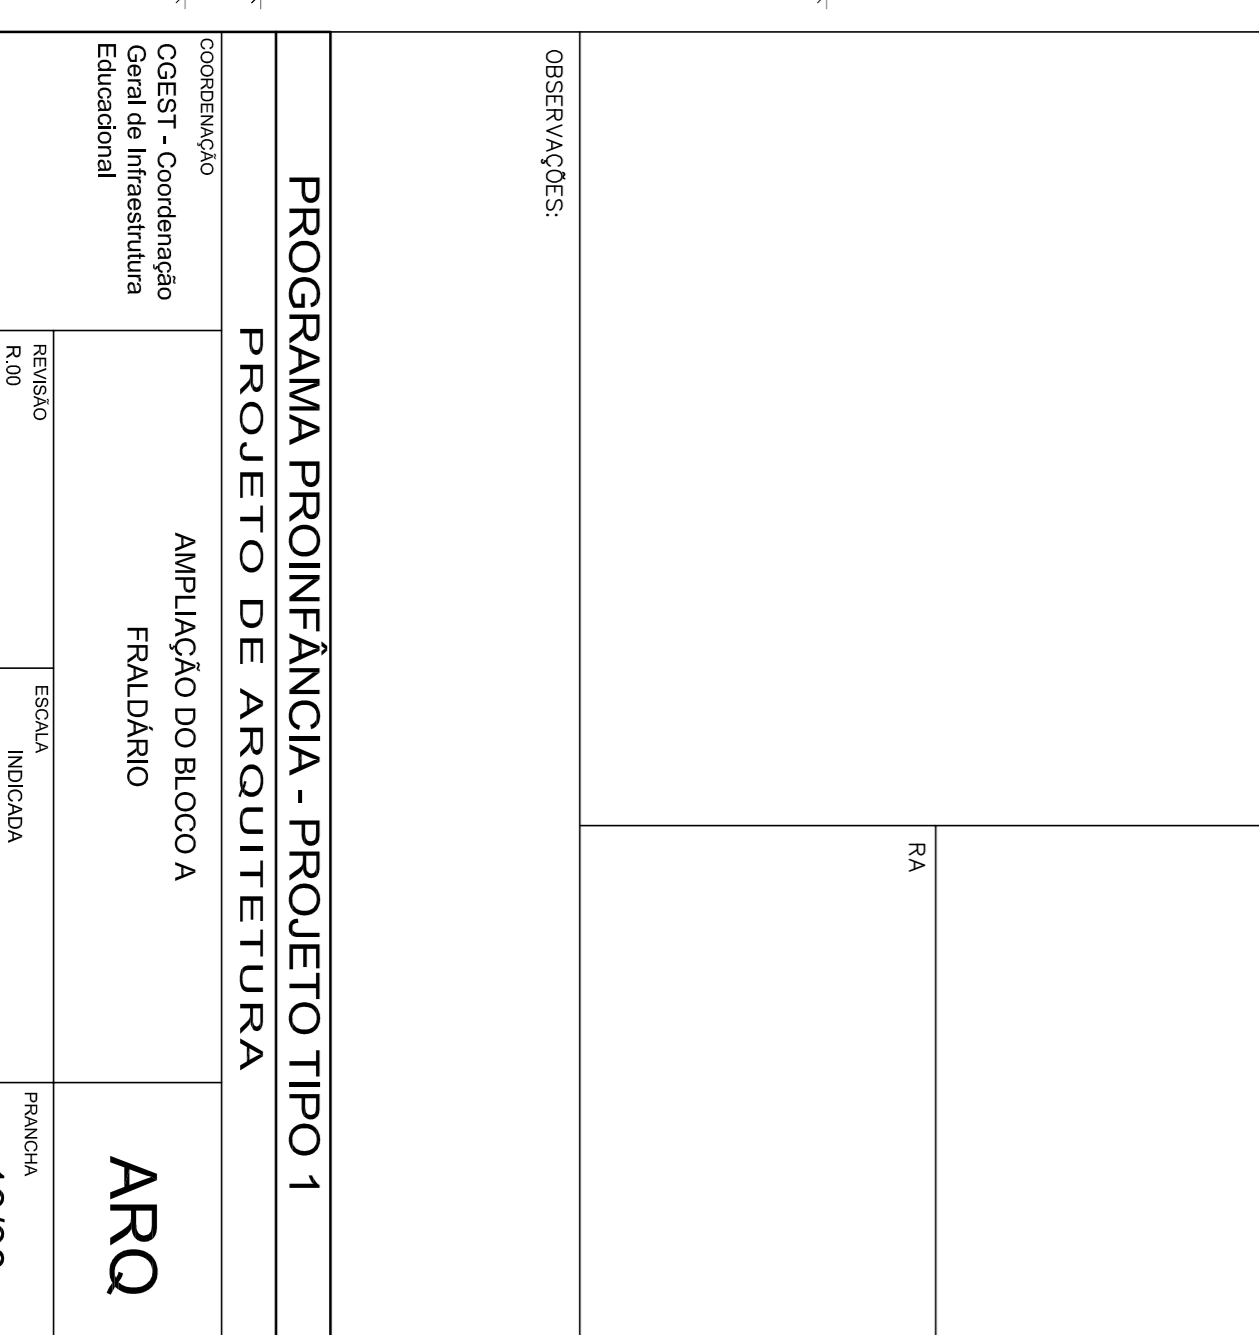 RA
OBSERVAÇÕES:
PROGRAMA PROINFÂNCIA - PROJETO TIPO 1
PROJETO DE ARQUITETURA
COORDENAÇÃO
CGEST - Coordenação
Geral de Infraestrutura
Educacional
AMPLIAÇÃO DO BLOCO A
FRALDÁRIO
ARQ
REVISÃO
R.00
ESCALA
INDICADA
PRANCHA